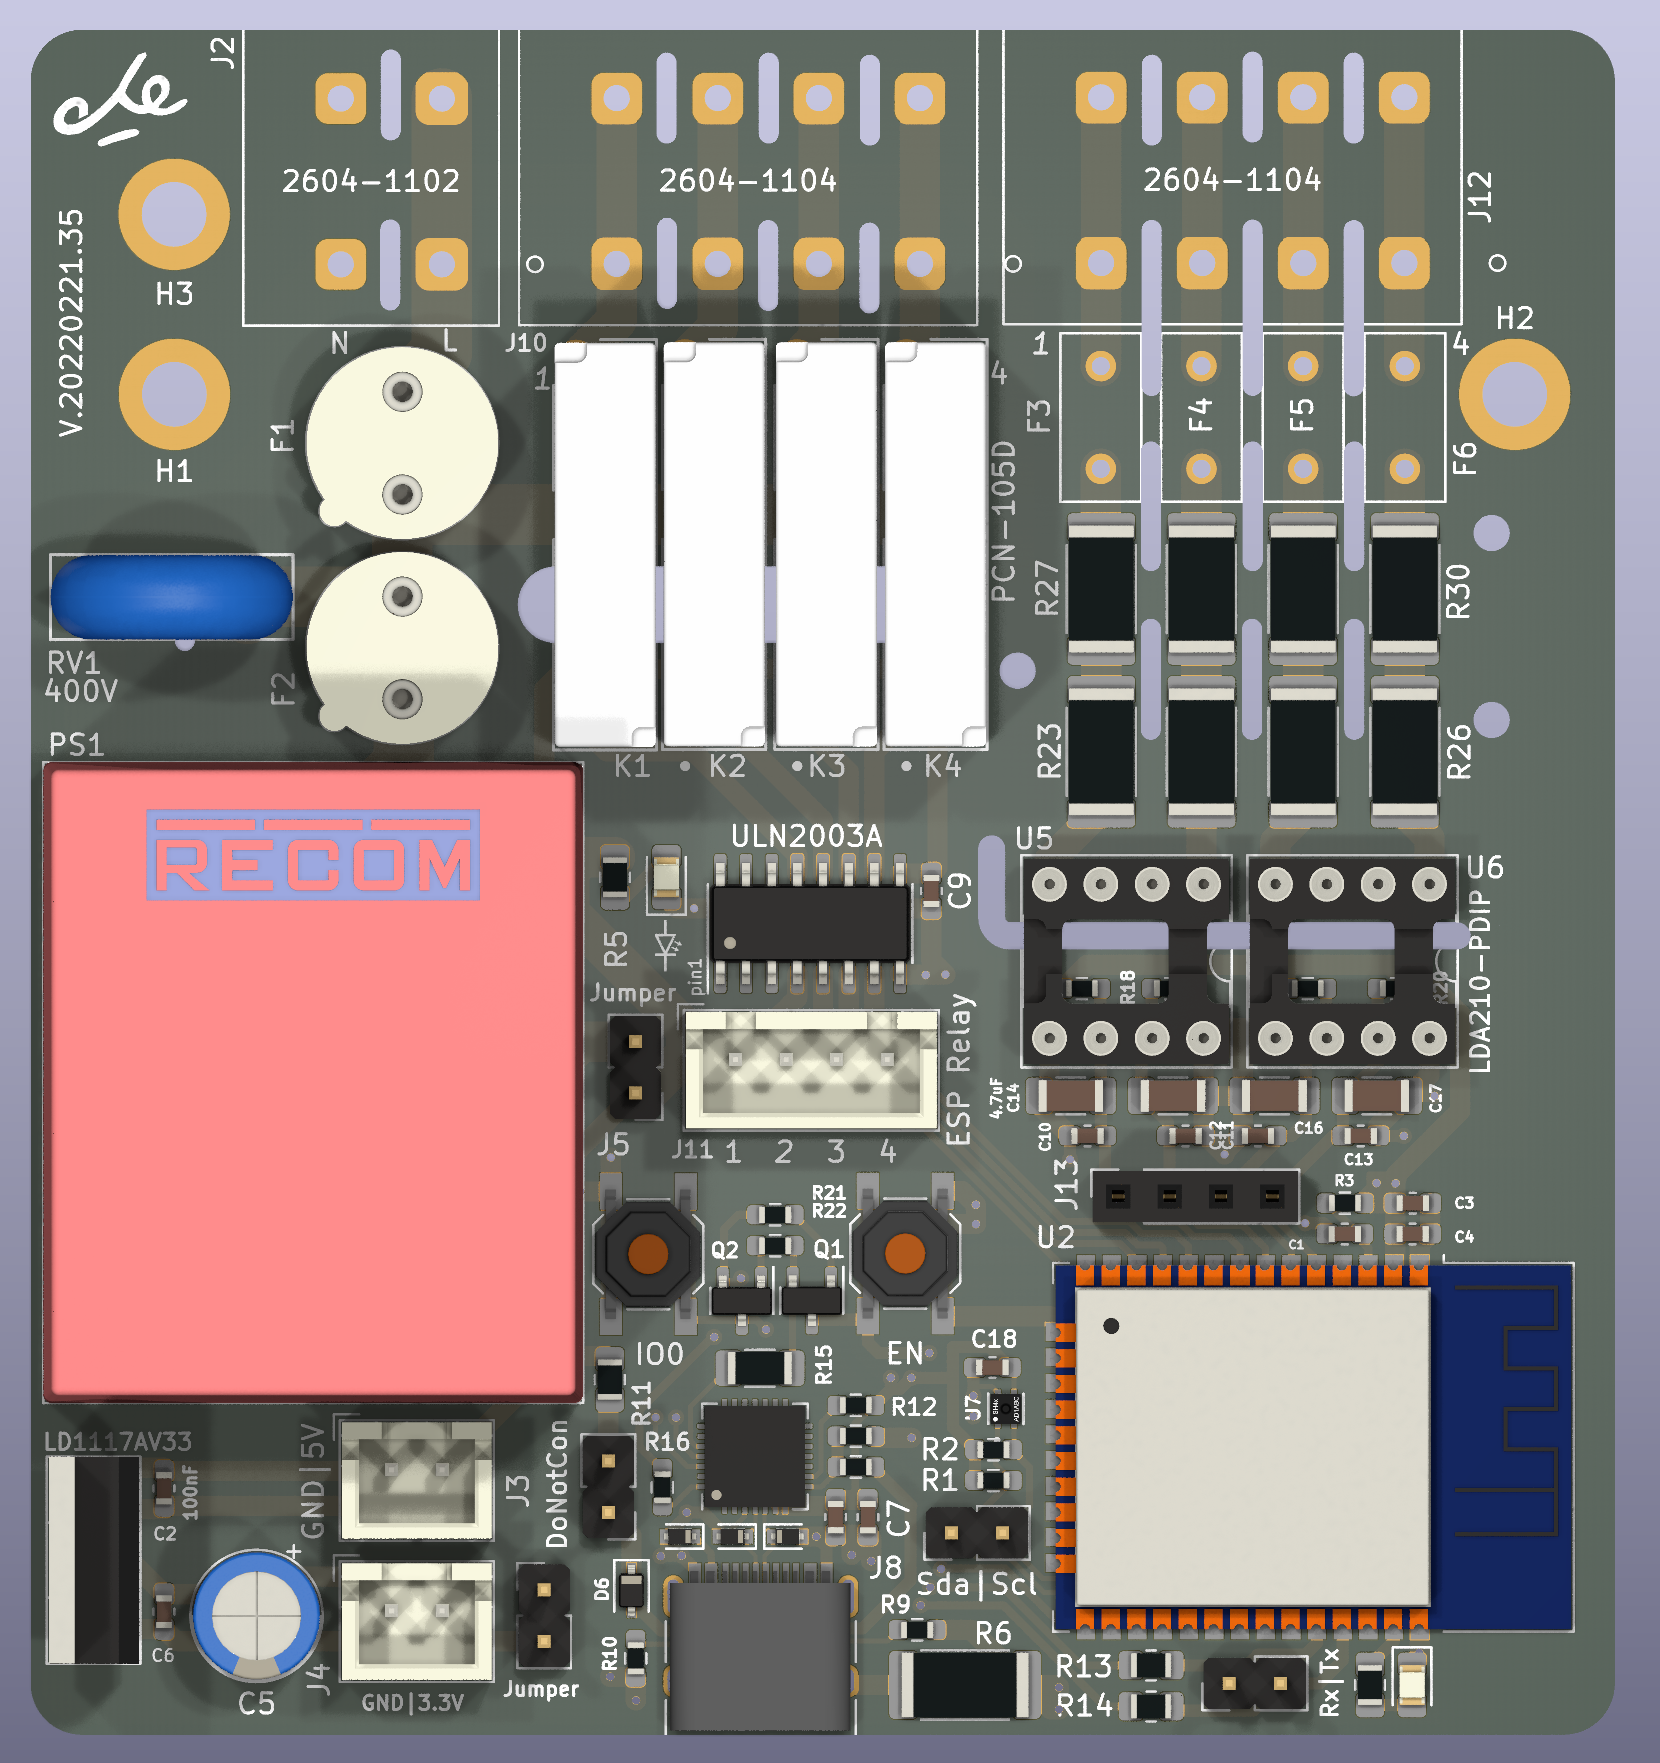 J2
cle
2604-1102
2604-1104
2604-1104
J12
V.20220221.35
H3
N
L
J10
1
4
1
4
H2
F3
F4
F5
F6
H1
F1
PCN-105D
R27
R30
RV1
400V
F2
PS1
K1
K2
K3
K4
R23
R26
RECOM
ULN2003A
U5
U6
C9
R5
pin1
Jumper
R18
R20
LDA210-PDIP
ESP Relay
4.7uF
C14
C17
J5
J11
1
2
3
4
C10
C12
C11
C16
C13
J13
R3
C3
R21
R22
U2
C1
C4
Q2
Q1
IO0
EN
C18
R15
R11
J7
R12
LD1117AV33
GND|5V
J3
DoNotCon
R16
R2
R1
100nF
C2
C7
J8
Sda|Scl
D6
R9
R6
C6
R10
R13
C5
J4
GND|3.3V
Jumper
R14
Rx|Tx